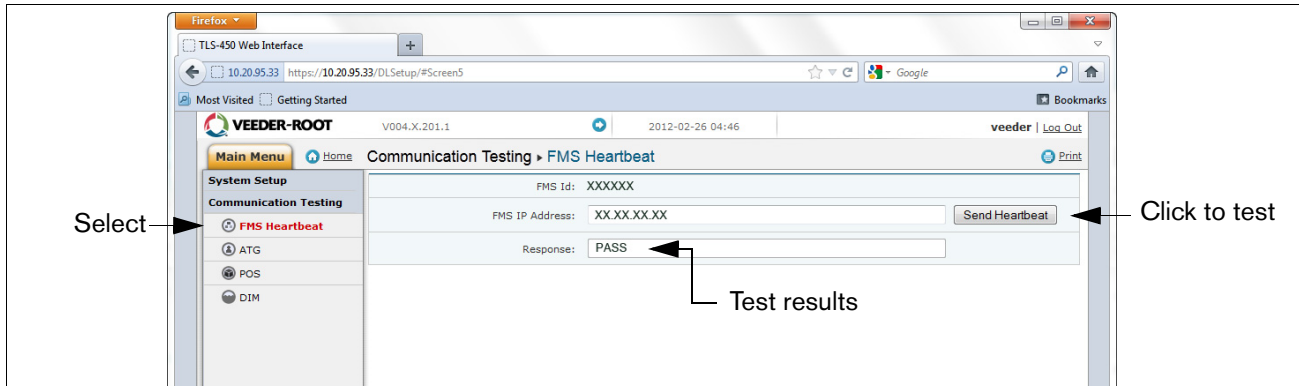 Firefox
TLS-450 Web Interface
10.20.95.33 https://10.20.95.33/DLSetup/#Screen5
Google
Most Visited Getting Started Bookmarks
VEEDER-ROOT V004.X.201.1 2012-02-26 04:46 veeder | Log Out
Main Menu Home Communication Testing FMS Heartbeat Print
System Setup
FMS Id: XXXXXX
Communication Testing
FMS IP Address: XX.XX.XX.XX Send Heartbeat
Select
FMS Heartbeat
Click to test
ATG
Response: PASS
POS
DIM
Test results